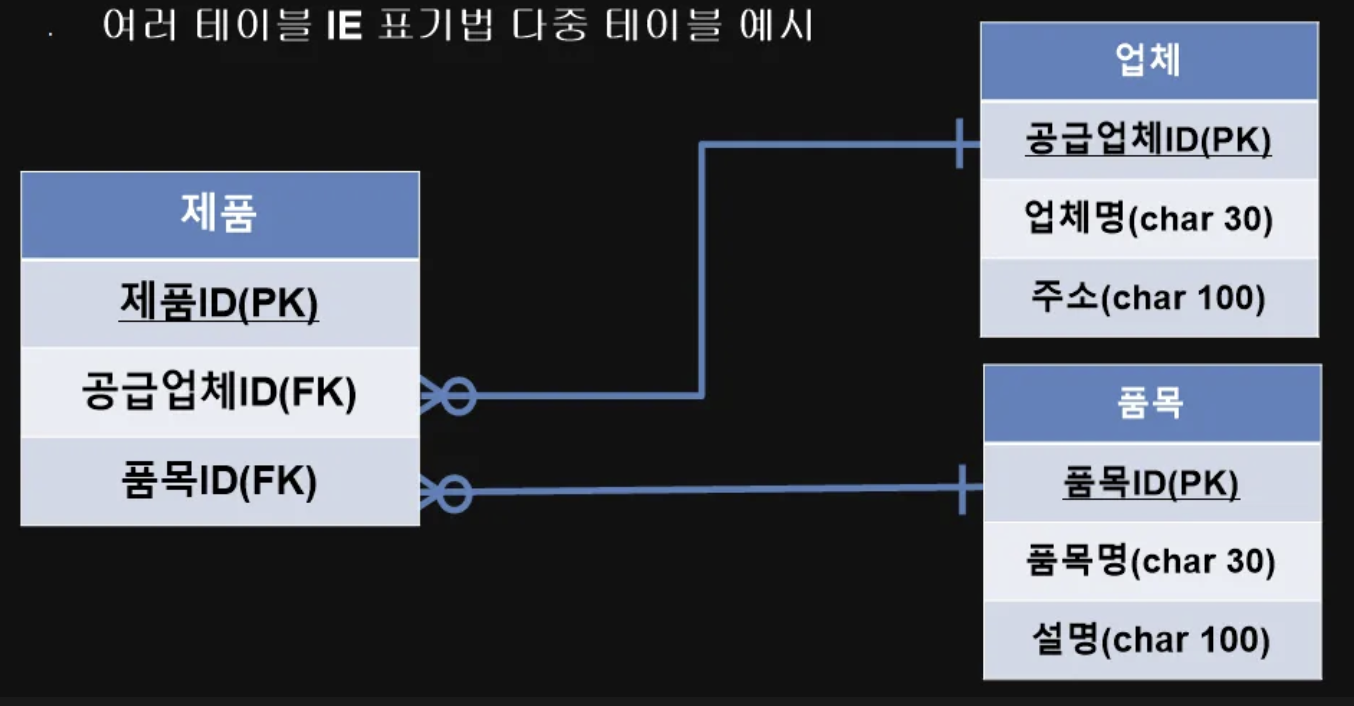 · 여러 테이블 IE 표기법 다중 테이블 예시
제품
제품ID(PK)
공급업체ID(FK)
품목ID(FK)
업체
공급업체ID(PK)
업체명(char 30)
주소(char 100)
품목
품목ID(PK)
품목명(char 30)
설명(char 100)